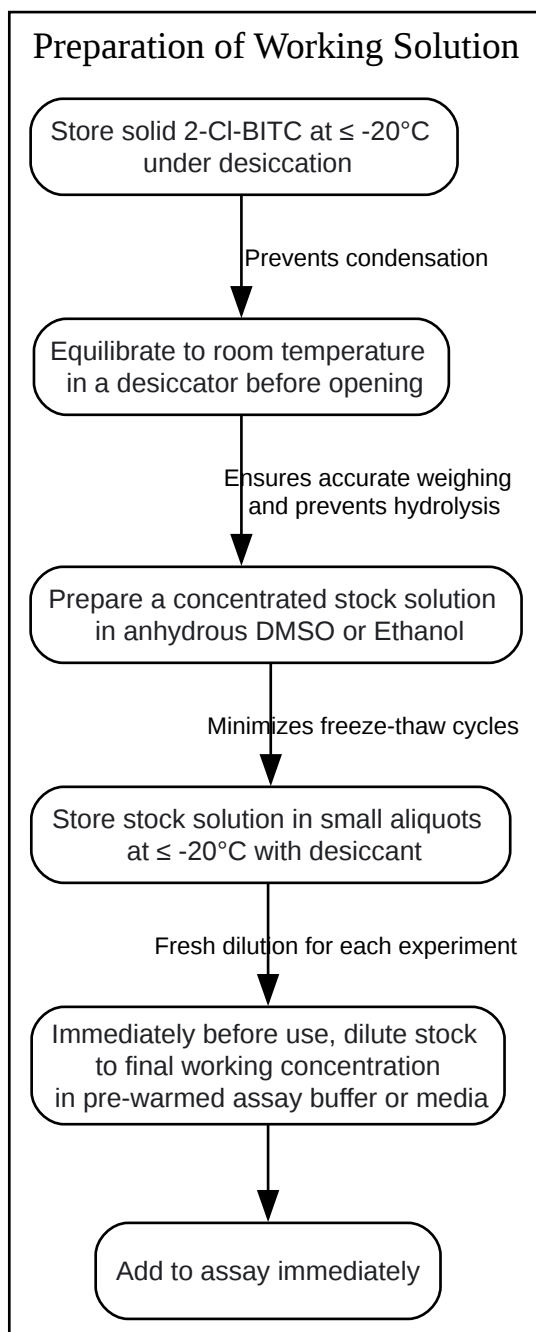 Preparation of Working Solution
Store solid 2-Cl-BITC at ≤ -20°C
under desiccation
Prevents condensation
Equilibrate to room temperature
in a desiccator before opening
Ensures accurate weighing
and prevents hydrolysis
Prepare a concentrated stock solution
in anhydrous DMSO or Ethanol
Minimizes freeze-thaw cycles
Store stock solution in small aliquots
at ≤ -20°C with desiccant
Fresh dilution for each experiment
Immediately before use, dilute stock
to final working concentration
in pre-warmed assay buffer or media
Add to assay immediately